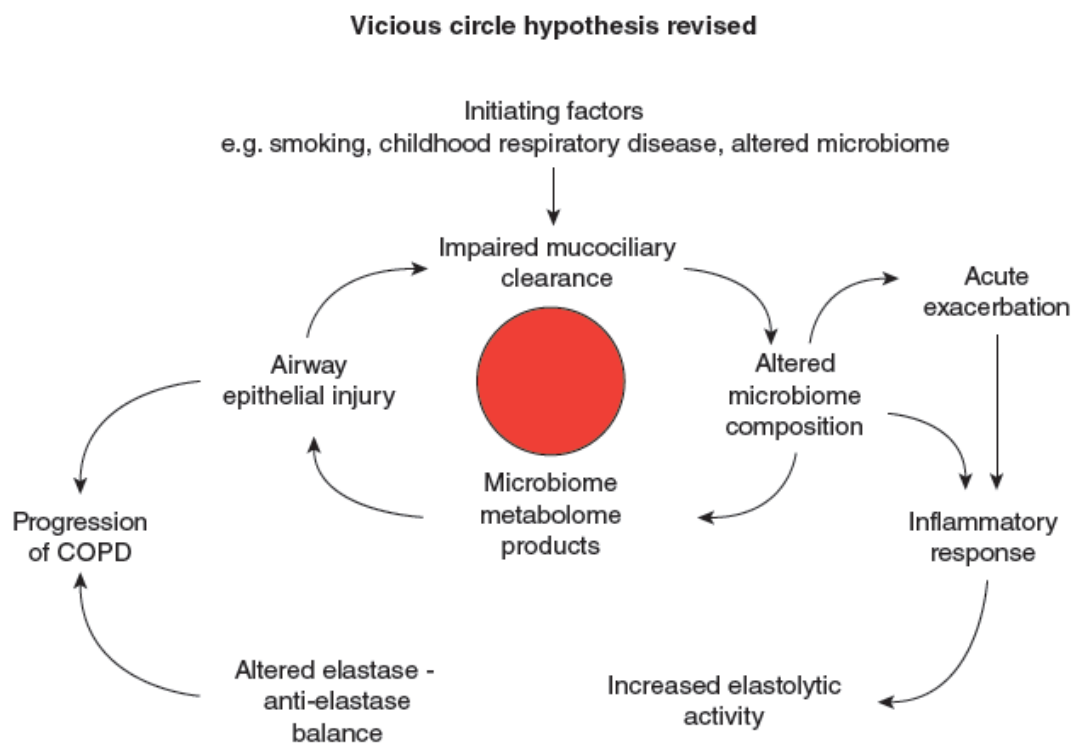 Vicious circle hypothesis revised
Initiating factors
e.g. smoking, childhood respiratory disease, altered microbiome
Impaired mucociliary
clearance
Acute
exacerbation
Airway
epithelial injury
Altered
microbiome
composition
Microbiome
metabolome
products
Progression
of COPD
Inflammatory
response
Altered elastase -
anti-elastase
balance
Increased elastolytic
activity